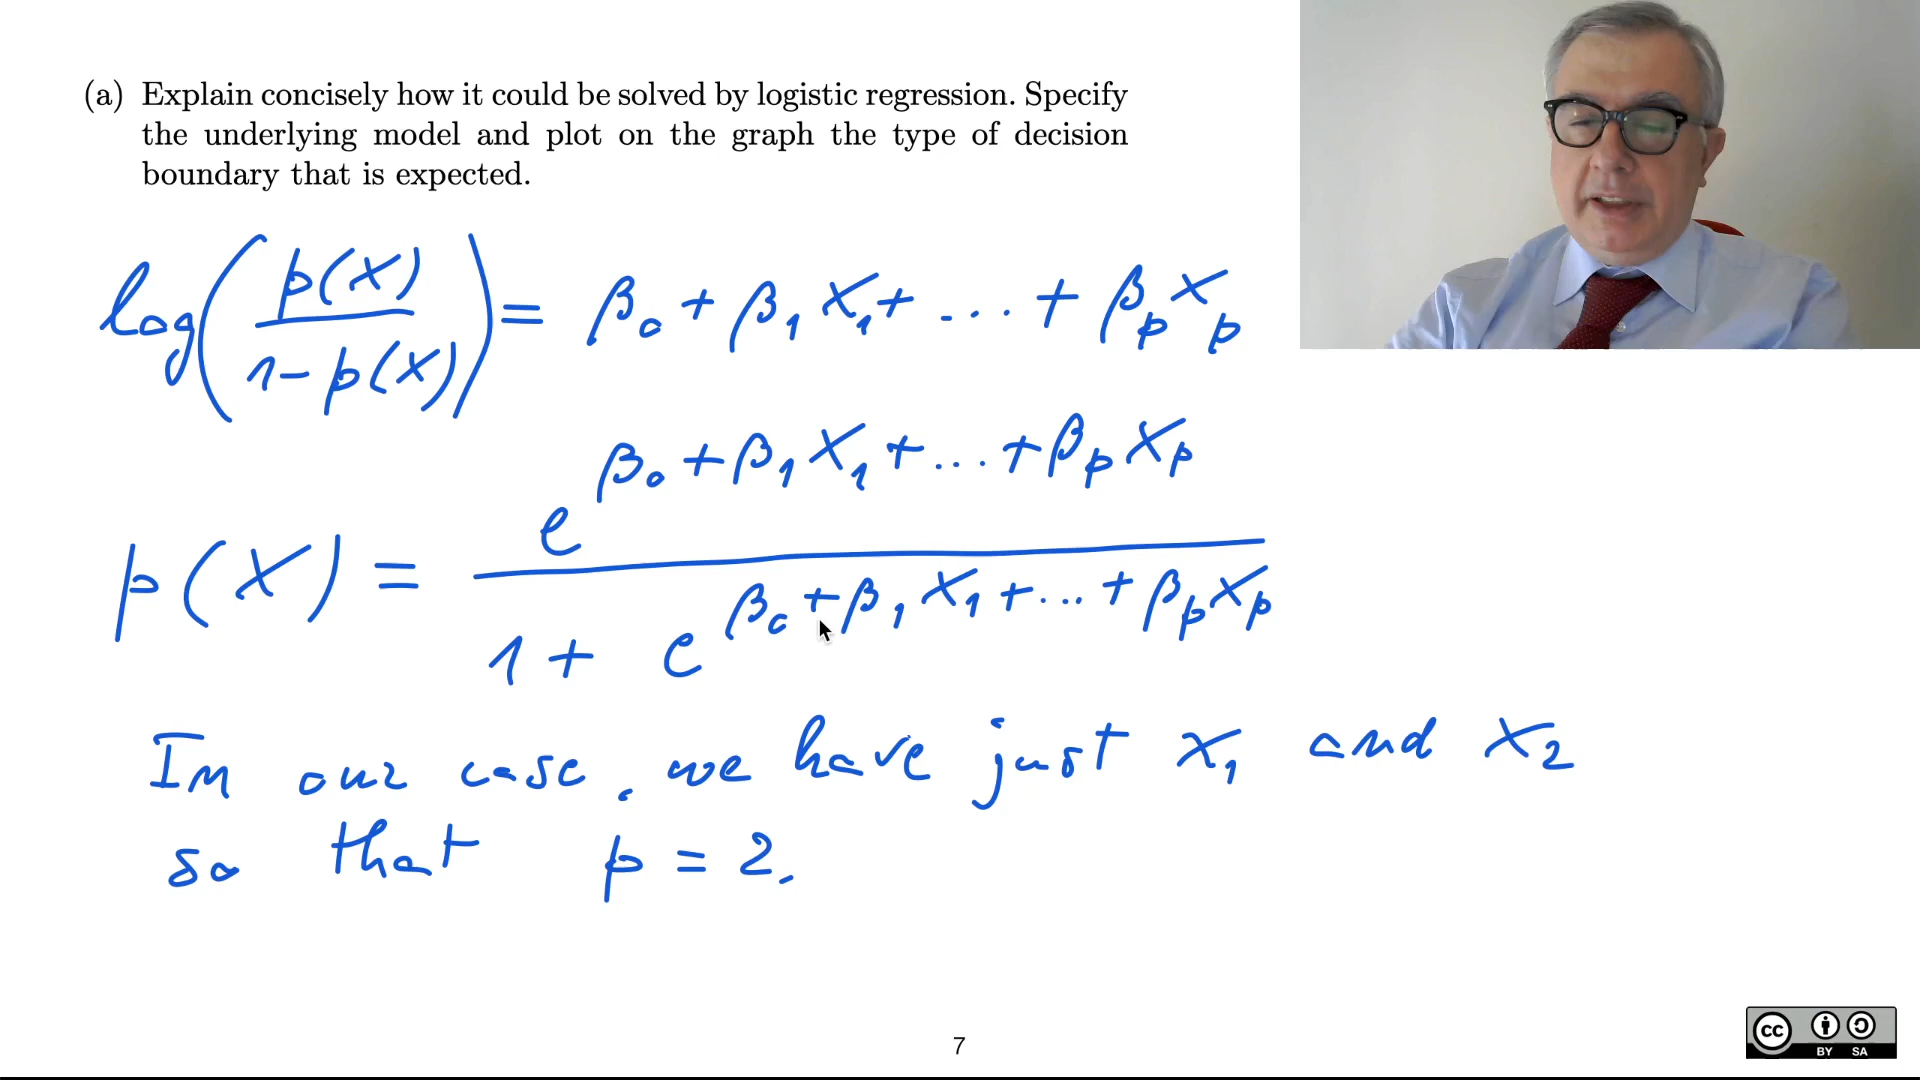 (a) Explain concisely how it could be solved by logistic regression. Specify
the underlying model and plot on the graph the type of decision
boundary that is expected.
log(p(X)/(1-p(X))) = β₀ + β₁X₁ + ... + βₚXₚ
p(X) = e^(β₀+β₁X₁+...+βₚXₚ) / (1 + e^(β₀+β₁X₁+...+βₚXₚ))
In our case, we have just X₁ and X₂
so that p = 2.
7
cc BY SA